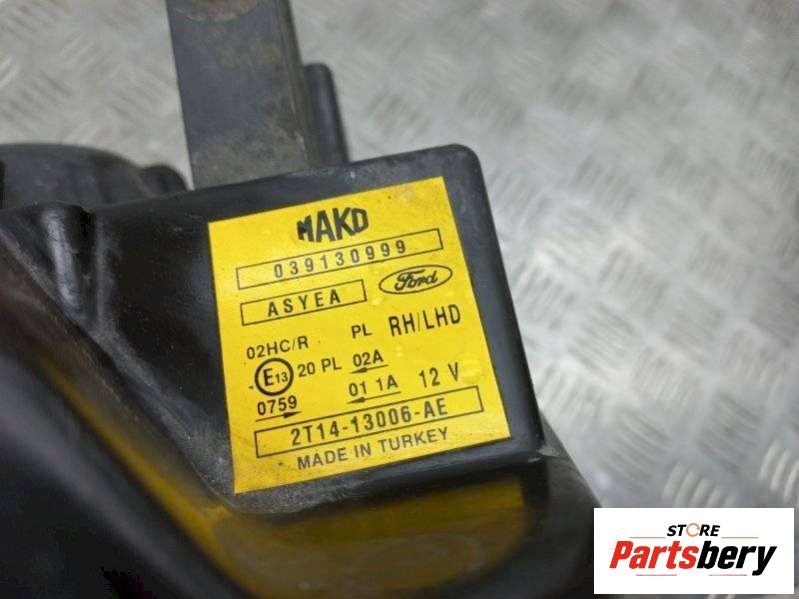 MAKO
039130999
ASYEA Ford
02HC/R PL RH/LHD
E13 20 PL 02A
0759 01 1A 12 V
2T14-13006-AE
MADE IN TURKEY
STORE
Partsbery